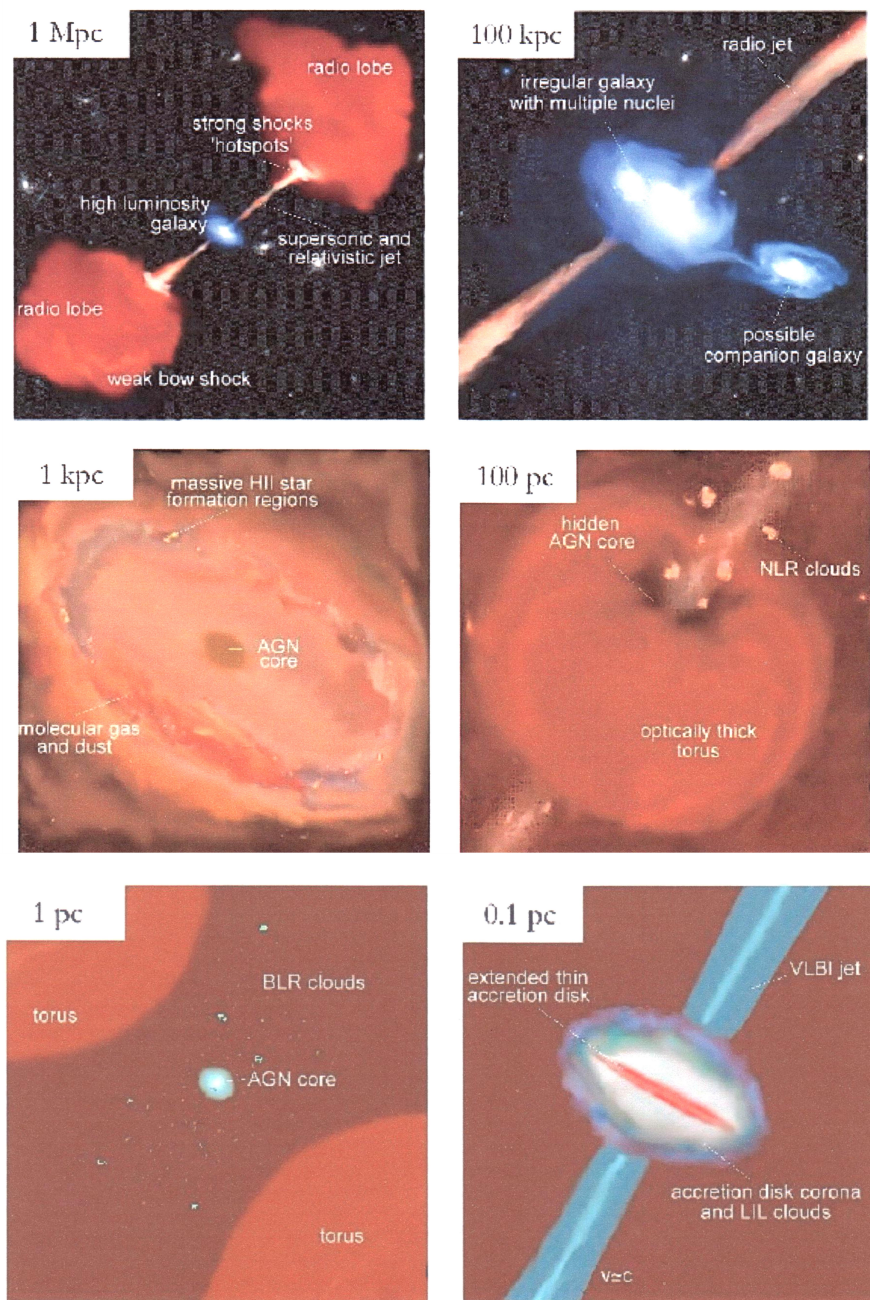 1 Mpc
radio lobe
strong shocks
'hotspots'
high luminosity
galaxy
supersonic and
relativistic jet
radio lobe
weak bow shock
100 kpc
radio jet
irregular galaxy
with multiple nuclei
possible
companion galaxy
1 kpc
massive HII star
formation regions
AGN
core
molecular gas
and dust
100 pc
hidden
AGN core
NLR clouds
optically thick
torus
1 pc
BLR clouds
torus
AGN core
torus
0.1 pc
VLBI jet
extended thin
accretion disk
accretion disk corona
and LIL clouds
v≃c